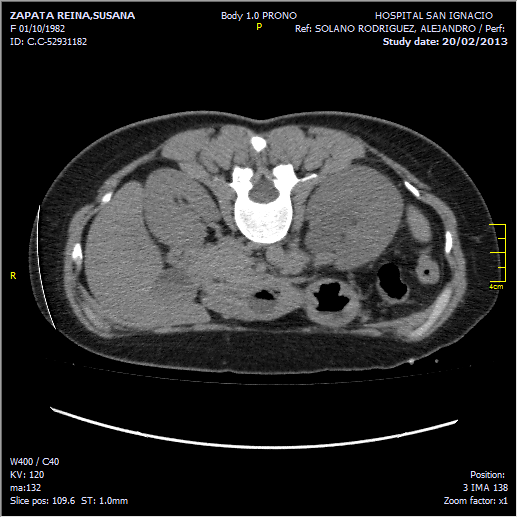 ZAPATA REINA,SUSANA
F 01/10/1982
ID: C.C-52931182
Body 1.0 PRONO
P
HOSPITAL SAN IGNACIO
Ref: SOLANO RODRIGUEZ, ALEJANDRO / Perf:
Study date: 20/02/2013
R
4cm
W400 / C40
KV: 120
ma:132
Slice pos: 109.6 ST: 1.0mm
Position:
3 IMA 138
Zoom factor: x1